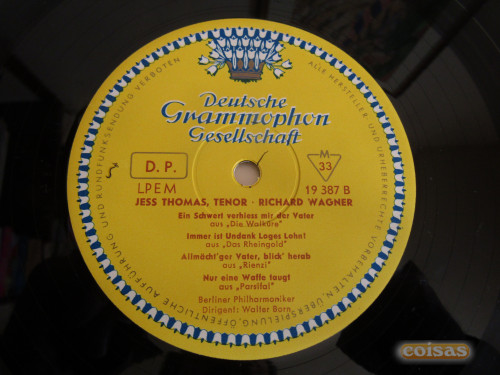 Deutsche
Grammophon
Gesellschaft
D. P.
M
33
LPEM
19 387 B
JESS THOMAS, TENOR · RICHARD WAGNER
Ein Schwert verhiess mir der Vater
aus „Die Walküre"
Immer ist Undank Loges Lohn!
aus „Das Rheingold"
Allmächt'ger Vater, blick' herab
aus „Rienzi"
Nur eine Waffe taugt
aus „Parsifal"
Berliner Philharmoniker
Dirigent: Walter Born
ALLE HERSTELLER- UND URHEBERRECHTE VORBEHALTEN · ÜBERSPIELUNG, ÖFFENTLICHE AUFFÜHRUNG UND RUNDFUNKSENDUNG VERBOTEN
coisas